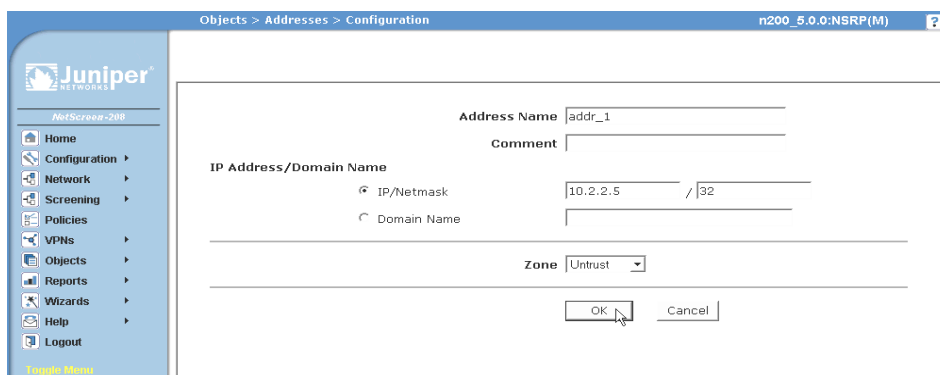 Objects > Addresses > Configuration
n200_5.0.0:NSRP(M)
?
Juniper®
NETWORKS
NetScreen-208
Home
Configuration
Network
Screening
Policies
VPNs
Objects
Reports
Wizards
Help
Logout
Toggle Menu
Address Name addr_1
Comment
IP Address/Domain Name
IP/Netmask 10.2.2.5 / 32
Domain Name
Zone Untrust
OK Cancel